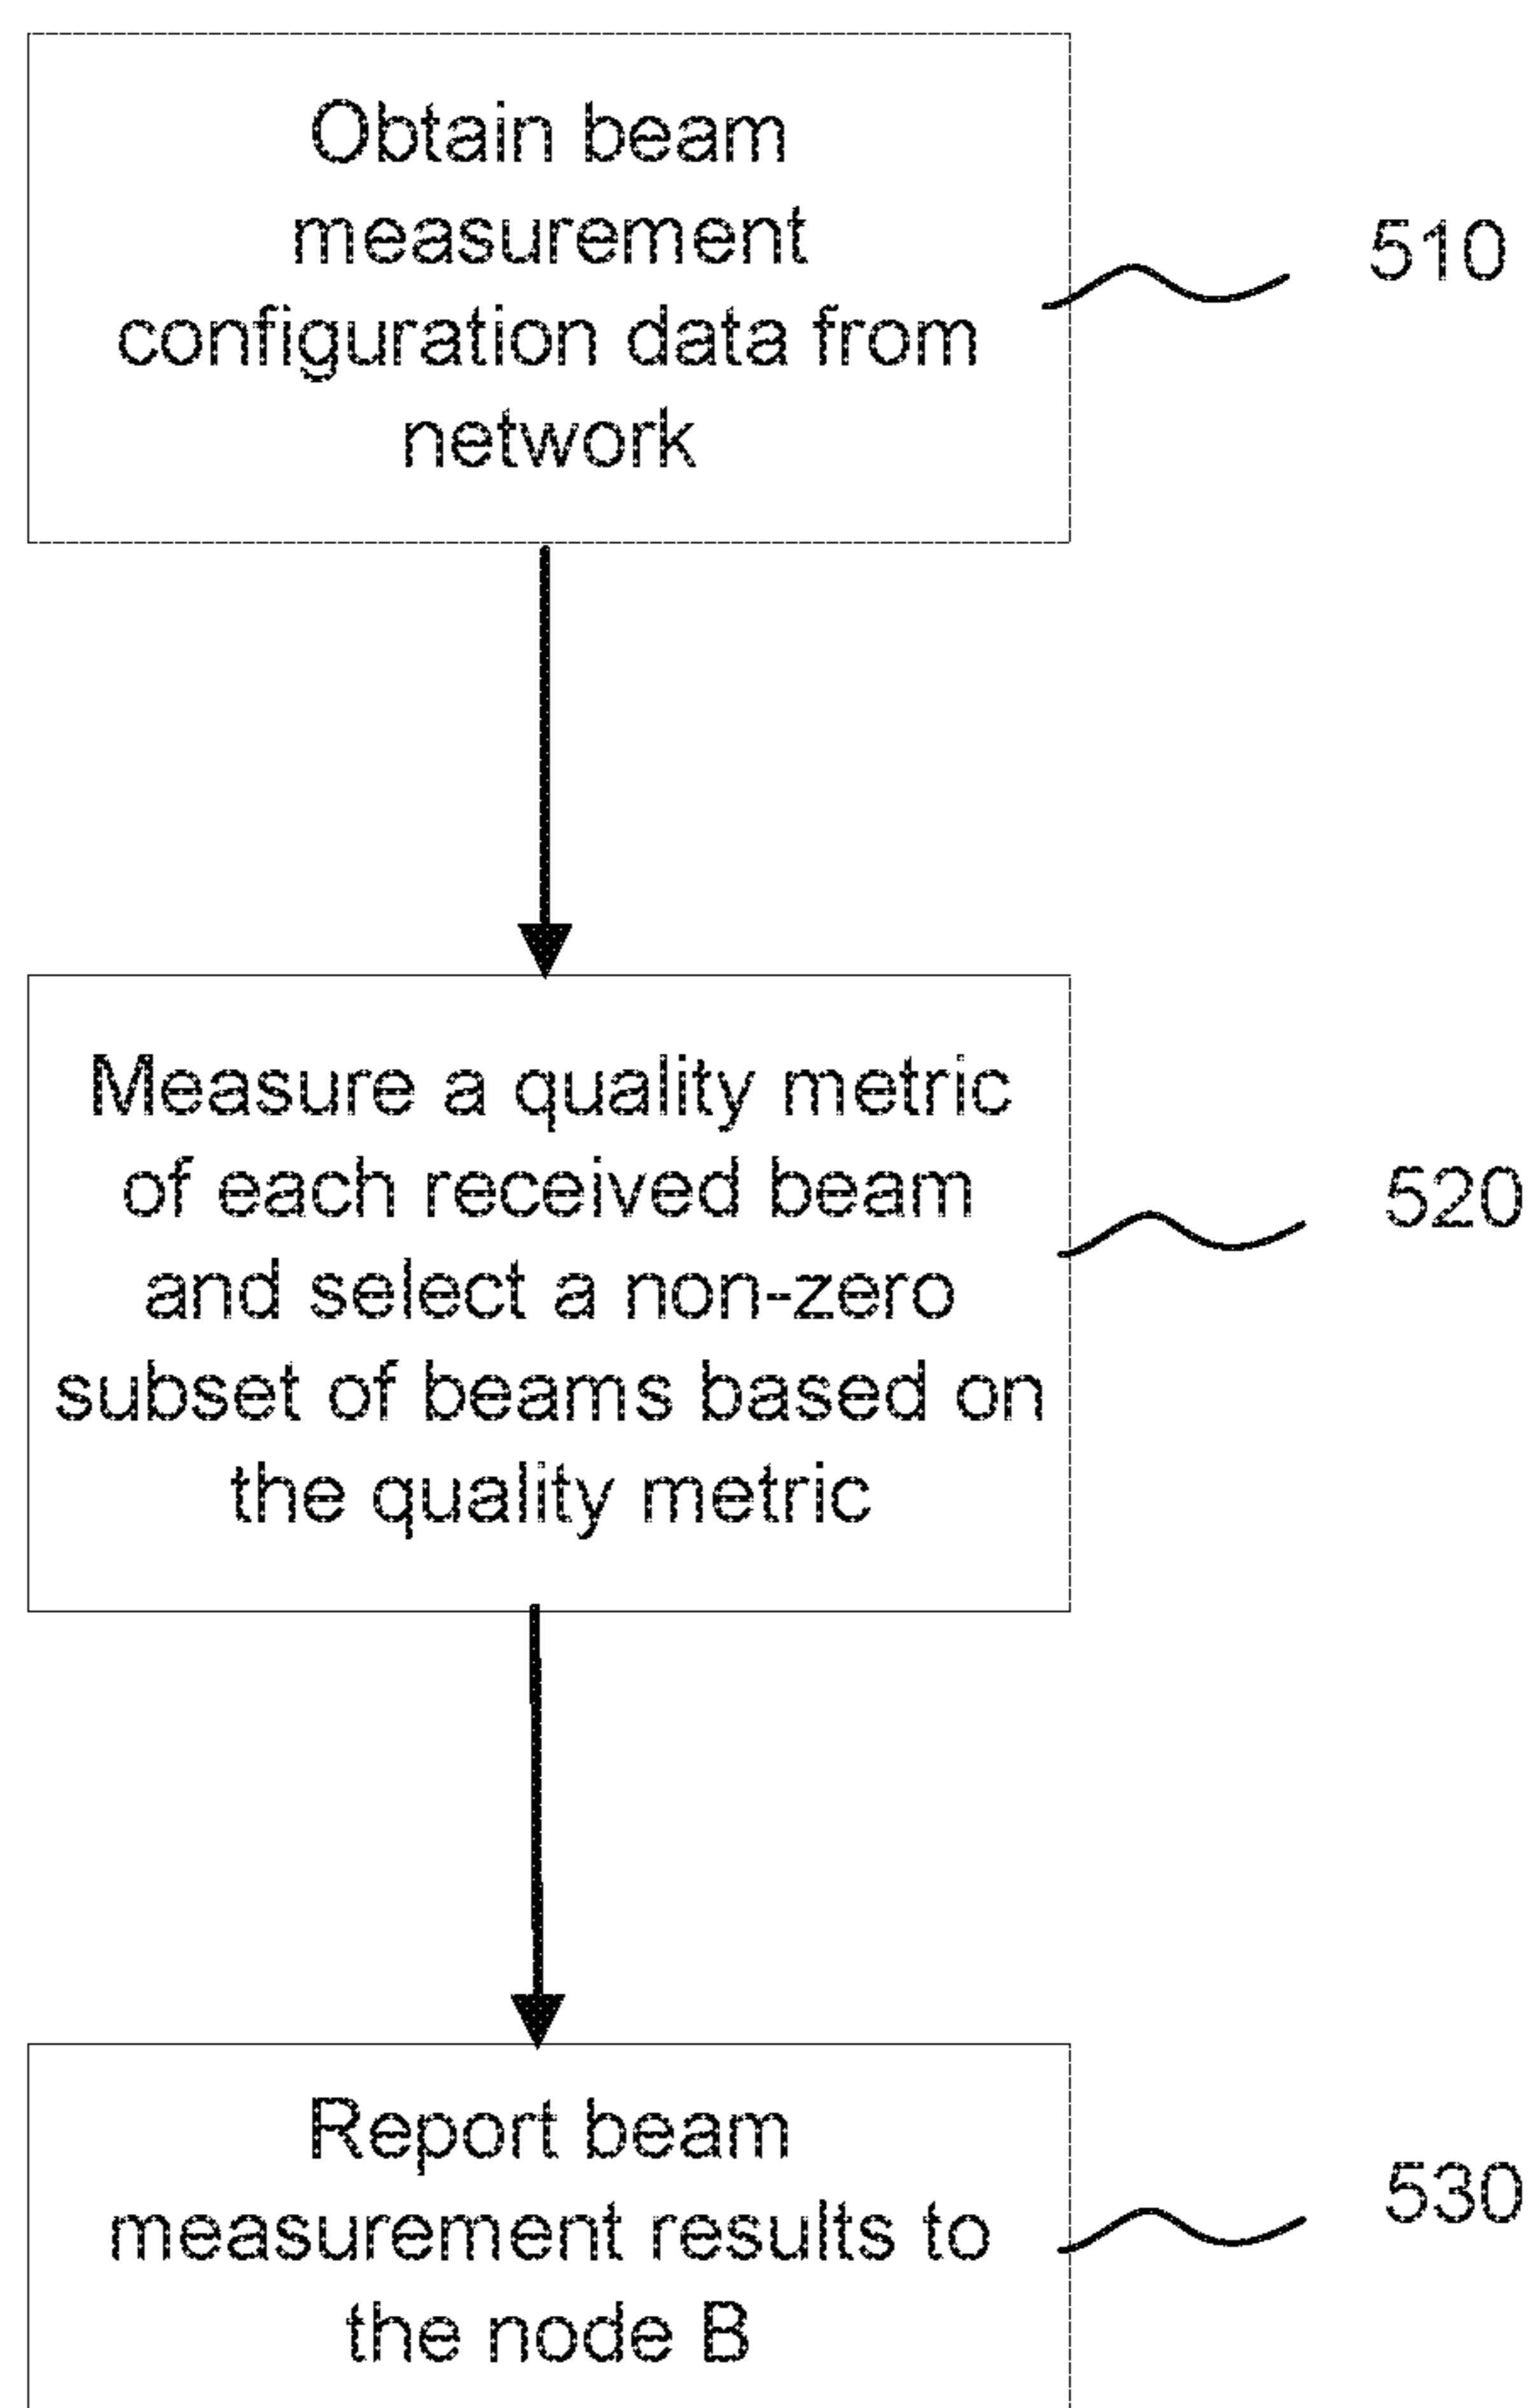 Obtain beam
measurement
configuration data from
network
510
Measure a quality metric
of each received beam
and select a non-zero
subset of beams based on
the quality metric
520
Report beam
measurement results to
the node B
530